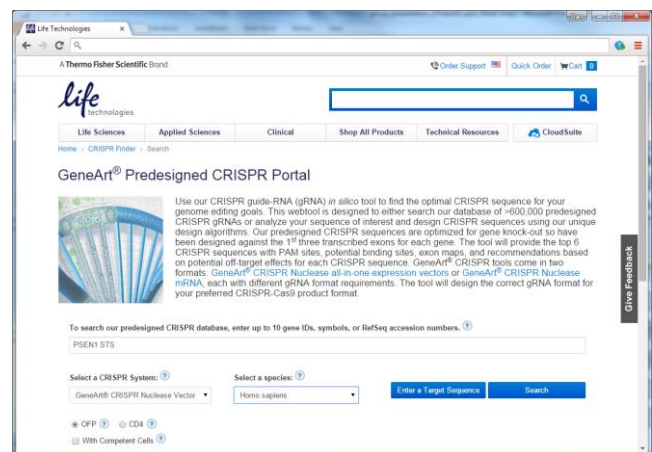 Life Technologies
A Thermo Fisher Scientific Brand
Order Support
Quick Order
Cart 0
life
technologies
Life Sciences
Applied Sciences
Clinical
Shop All Products
Technical Resources
CloudSuite
Home › CRISPR Finder › Search
GeneArt® Predesigned CRISPR Portal
Use our CRISPR guide-RNA (gRNA) in silico tool to find the optimal CRISPR sequence for your
genome editing goals. This webtool is designed to either search our database of >600,000 predesigned
CRISPR gRNAs or analyze your sequence of interest and design CRISPR sequences using our unique
design algorithms. Our predesigned CRISPR sequences are optimized for gene knock-out so have
been designed against the 1st three transcribed exons for each gene. The tool will provide the top 6
CRISPR sequences with PAM sites, potential binding sites, exon maps, and recommendations based
on potential off-target effects for each CRISPR sequence. GeneArt® CRISPR tools come in two
formats: GeneArt® CRISPR Nuclease all-in-one expression vectors or GeneArt® CRISPR Nuclease
mRNA, each with different gRNA format requirements. The tool will design the correct gRNA format for
your preferred CRISPR-Cas9 product format.
Give Feedback
To search our predesigned CRISPR database, enter up to 10 gene IDs, symbols, or RefSeq accession numbers. ?
PSEN1 STS
Select a CRISPR System: ?
Select a species: ?
GeneArt® CRISPR Nuclease Vector
Homo sapiens
Enter a Target Sequence
Search
OFP ?
CD4 ?
With Competent Cells ?